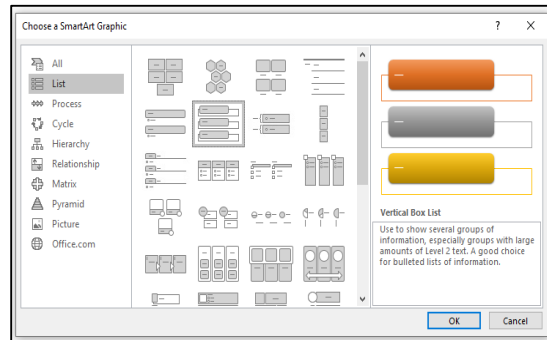 Choose a SmartArt Graphic
All
List
Process
Cycle
Hierarchy
Relationship
Matrix
Pyramid
Picture
Office.com
Vertical Box List
Use to show several groups of
information, especially groups with large
amounts of Level 2 text. A good choice
for bulleted lists of information.
OK
Cancel